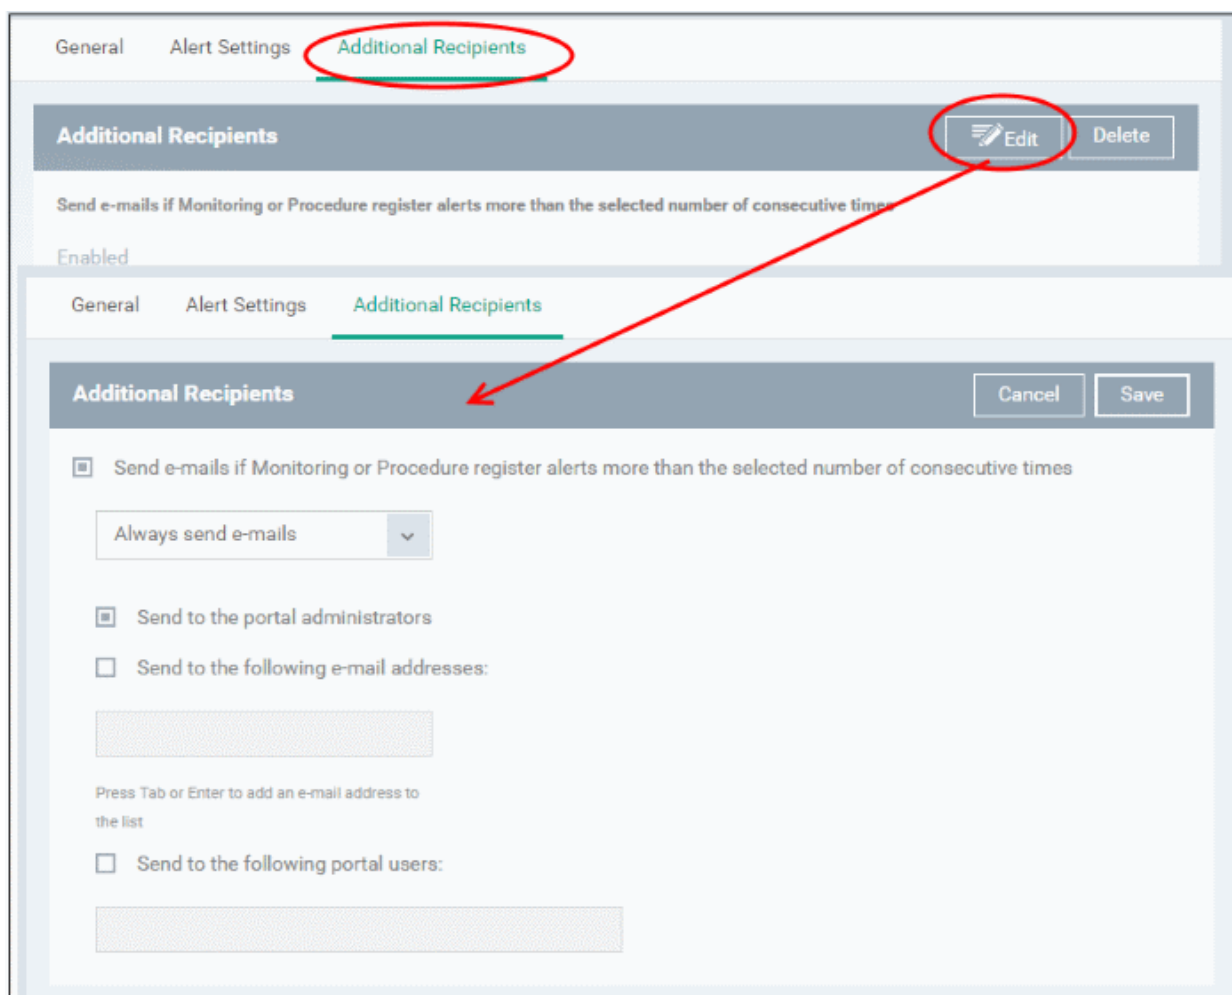 General Alert Settings Additional Recipients
Additional Recipients Edit Delete
Send e-mails if Monitoring or Procedure register alerts more than the selected number of consecutive times
Enabled
General Alert Settings Additional Recipients
Additional Recipients Cancel Save
Send e-mails if Monitoring or Procedure register alerts more than the selected number of consecutive times
Always send e-mails
Send to the portal administrators
Send to the following e-mail addresses:
Press Tab or Enter to add an e-mail address to
the list
Send to the following portal users: